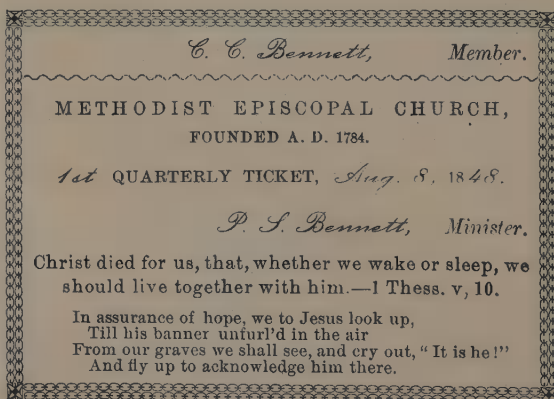 C. C. Bennett, Member.
METHODIST EPISCOPAL CHURCH,
FOUNDED A. D. 1784.
1st QUARTERLY TICKET, Aug. 8, 1848.
P. S. Bennett, Minister.
Christ died for us, that, whether we wake or sleep, we
should live together with him.—I Thess. v, 10.
In assurance of hope, we to Jesus look up,
Till his banner unfurl'd in the air
From our graves we shall see, and cry out, "It is he!"
And fly up to acknowledge him there.